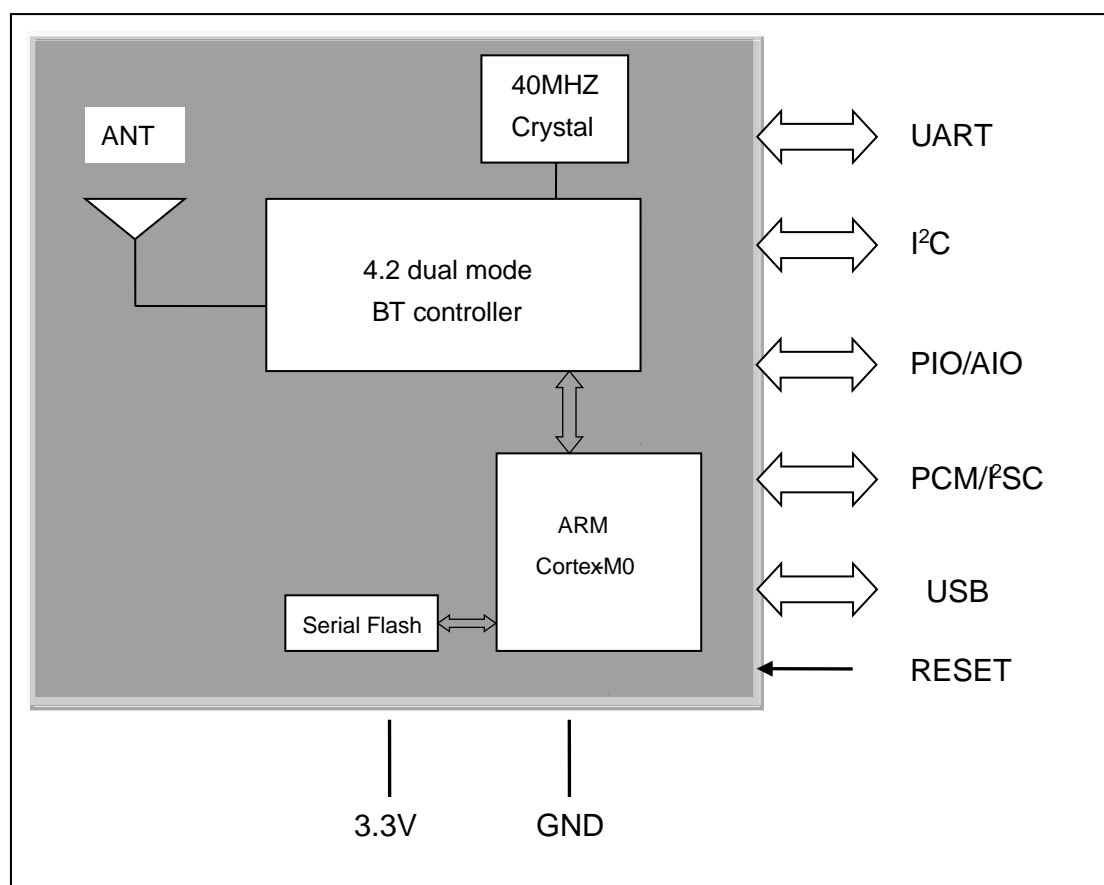 40MHZ
Crystal
ANT
UART
I²C
4.2 dual mode
BT controller
PIO/AIO
PCM/I²SC
ARM
Cortex-M0
USB
Serial Flash
RESET
3.3V
GND